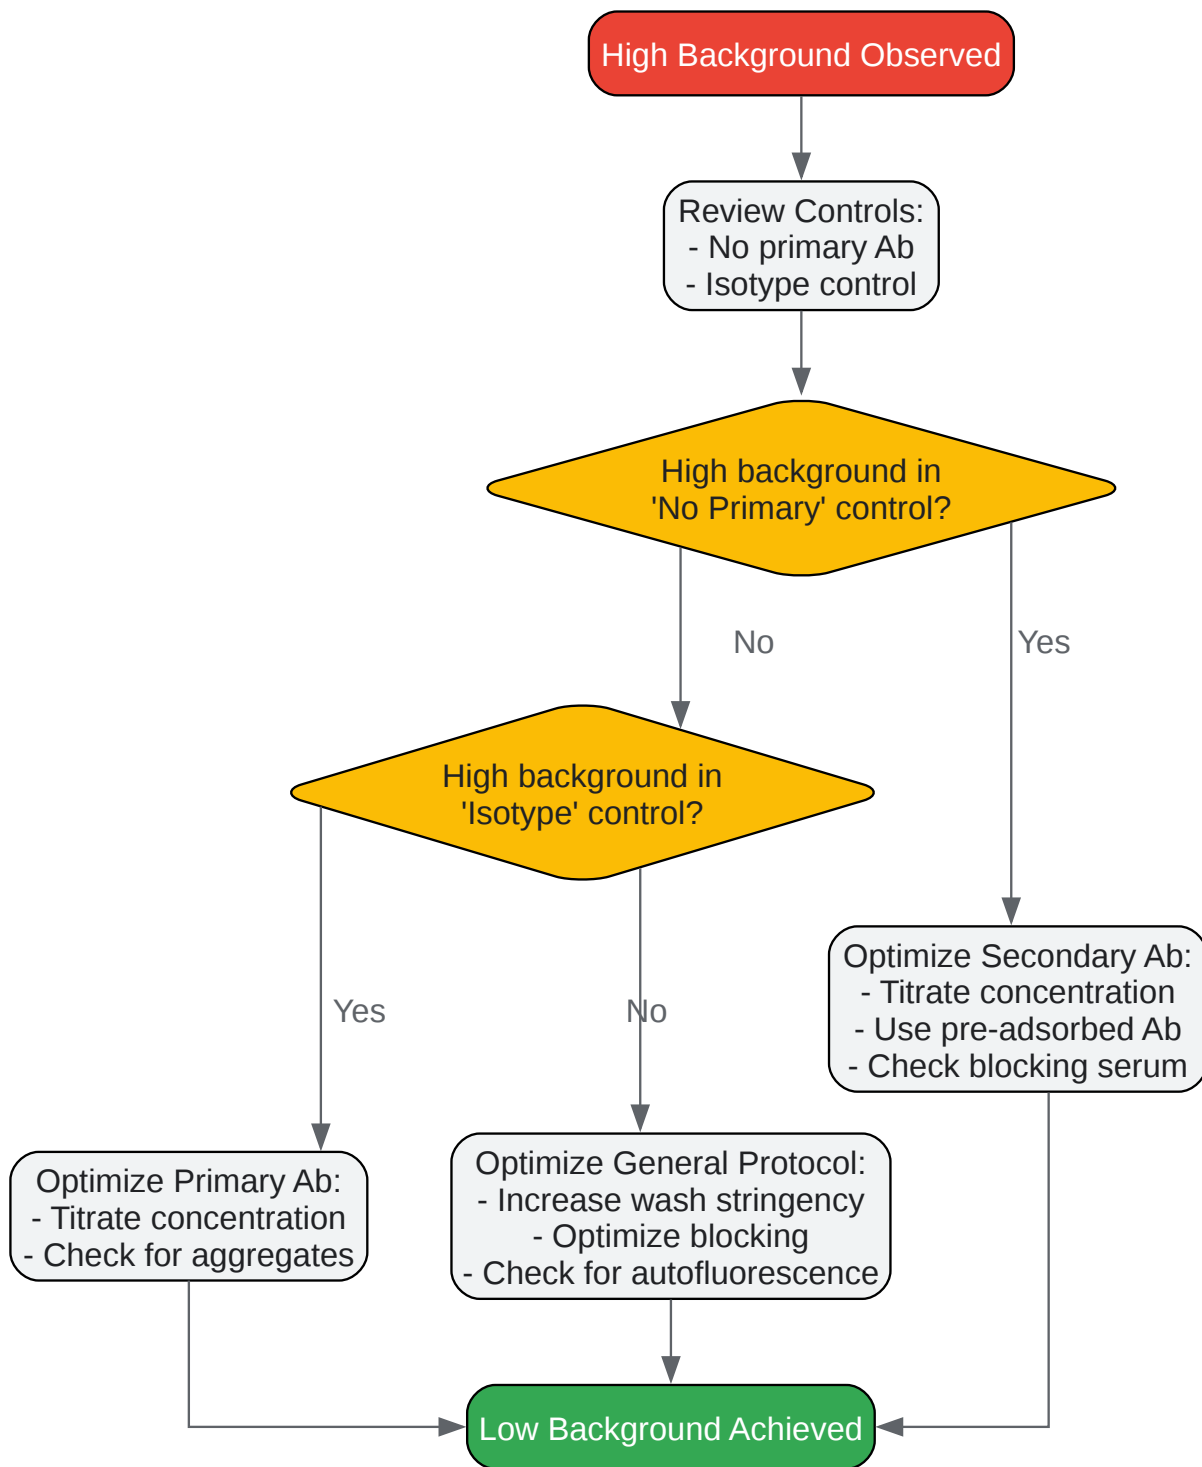 High Background Observed
Review Controls:
- No primary Ab
- Isotype control
High background in
'No Primary' control?
No
Yes
High background in
'Isotype' control?
Yes
No
Optimize Secondary Ab:
- Titrate concentration
- Use pre-adsorbed Ab
- Check blocking serum
Optimize Primary Ab:
- Titrate concentration
- Check for aggregates
Optimize General Protocol:
- Increase wash stringency
- Optimize blocking
- Check for autofluorescence
Low Background Achieved